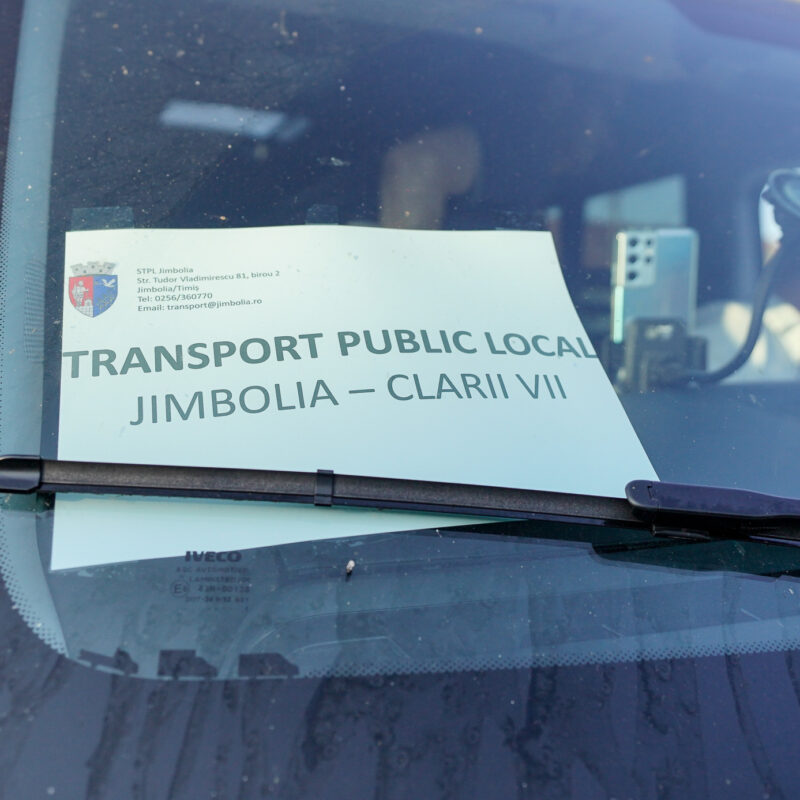 STPL Jimbolia
Str. Tudor Vladimirescu 81, birou 2
Jimbolia/Timiș
Tel: 0256/360770
Email: transport@jimbolia.ro
TRANSPORT PUBLIC LOCAL
JIMBOLIA – CLARII VII
IVECO